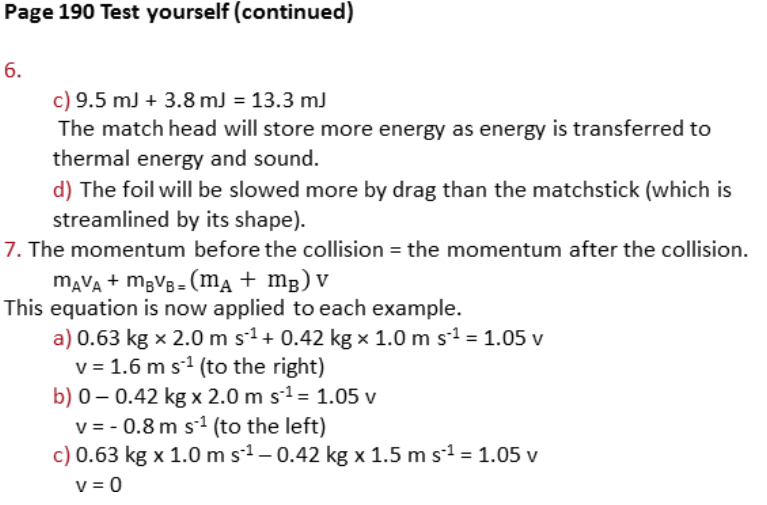 Page 190 Test yourself (continued)
6.
c) 9.5 mJ + 3.8 mJ = 13.3 mJ
The match head will store more energy as energy is transferred to
thermal energy and sound.
d) The foil will be slowed more by drag than the matchstick (which is
streamlined by its shape).
7. The momentum before the collision = the momentum after the collision.
m_A v_A + m_B v_B = (m_A + m_B) v
This equation is now applied to each example.
a) 0.63 kg × 2.0 m s⁻¹ + 0.42 kg × 1.0 m s⁻¹ = 1.05 v
v = 1.6 m s⁻¹ (to the right)
b) 0 – 0.42 kg x 2.0 m s⁻¹ = 1.05 v
v = - 0.8 m s⁻¹ (to the left)
c) 0.63 kg x 1.0 m s⁻¹ – 0.42 kg x 1.5 m s⁻¹ = 1.05 v
v = 0